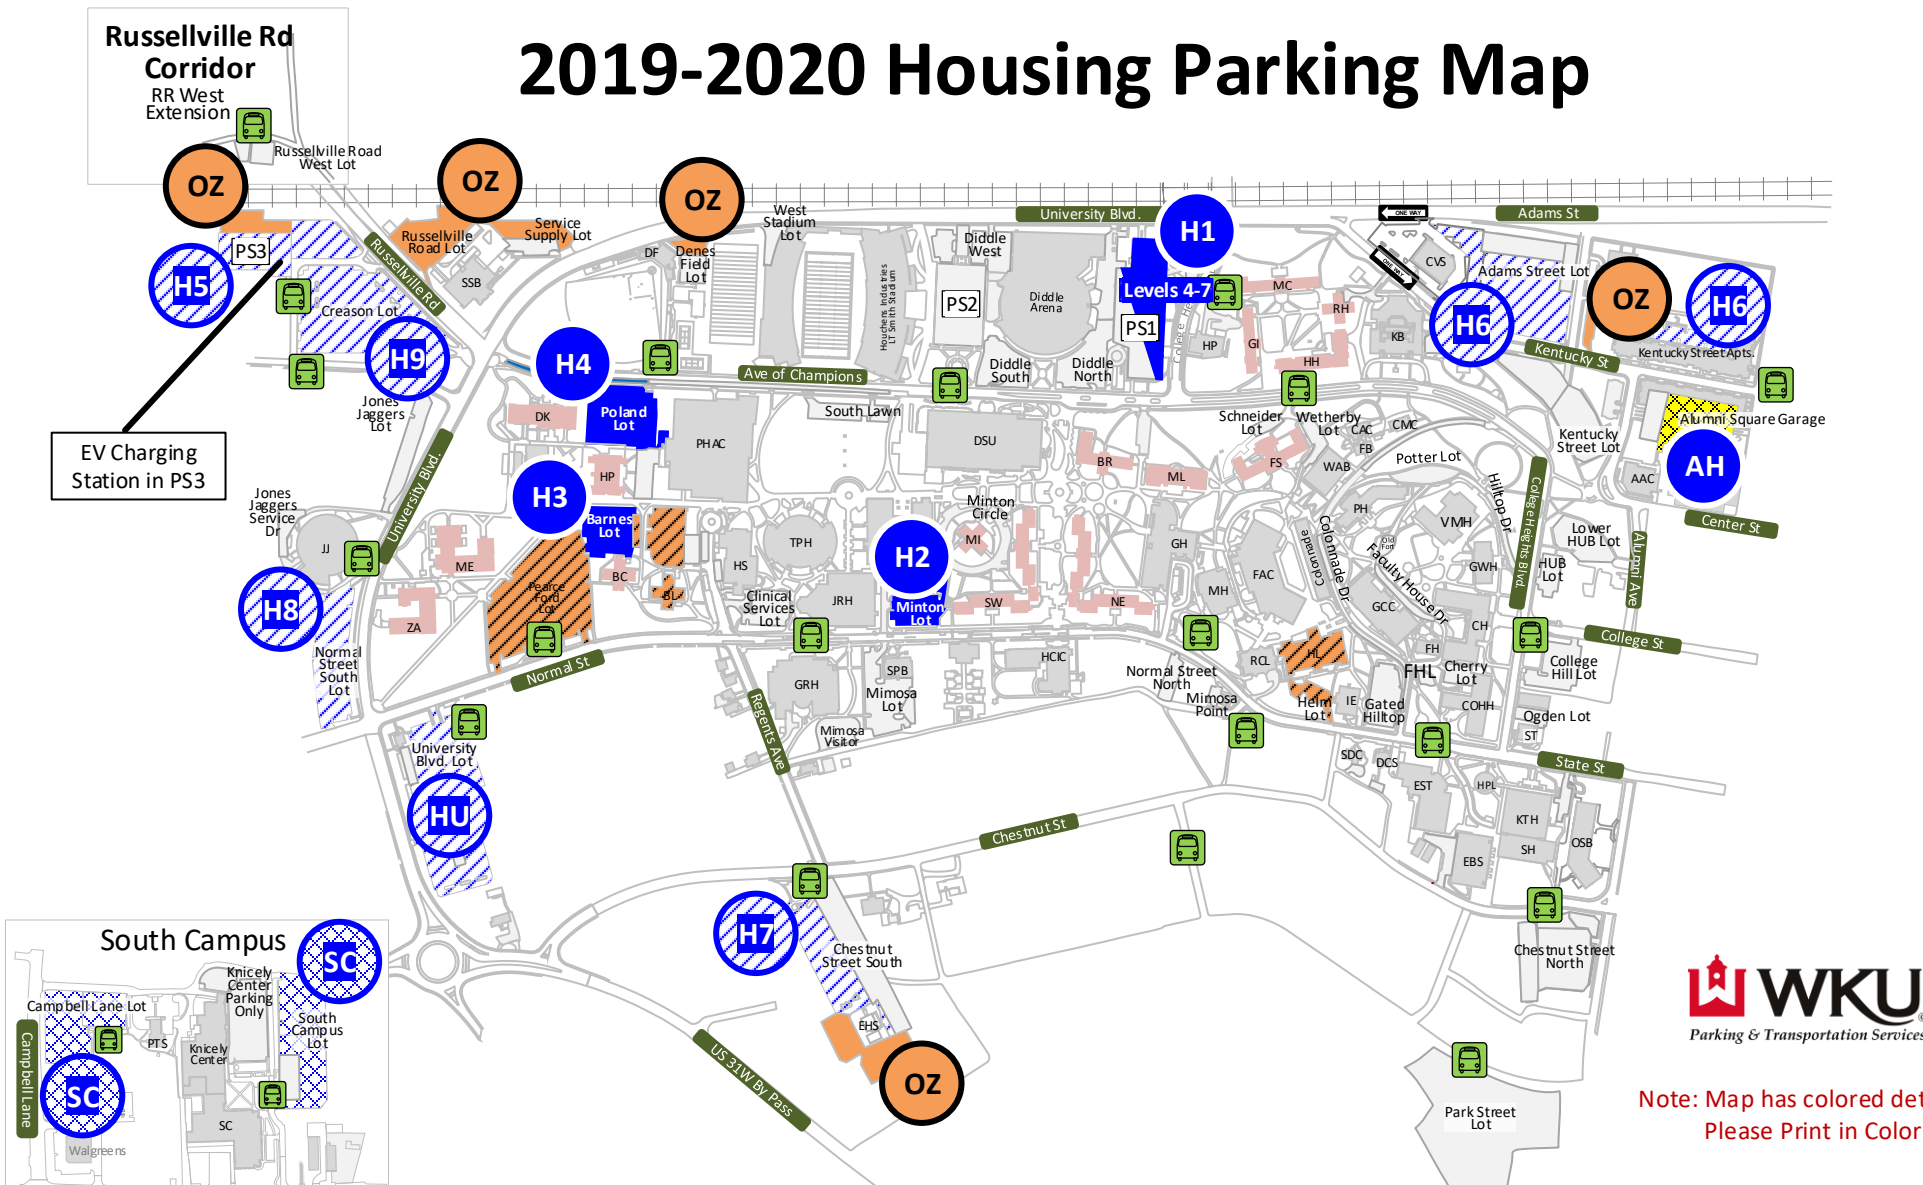 2019-2020 Housing Parking Map
Russellville Rd
Corridor
RR West
Extension
Russellville Road
West Lot
OZ
OZ
OZ
H5
PS3
Russellville Rd
Russellville
Road Lot
Service
Supply Lot
SSB
DF
Denes
Field
Lot
West
Stadium
Lot
Houchens Industries
LT Smith Stadium
Diddle
West
PS2
Diddle
Arena
Diddle
South
Diddle
North
University Blvd.
H1
Levels 4-7
PS1
HP
MC
RH
GI
HH
KB
CVS
ONE WAY
ONE WAY
Adams St
Adams Street Lot
H6
OZ
H6
Kentucky St
Kentucky Street Apts.
Creason Lot
H9
H4
Ave of Champions
Jones
Jaggers
Lot
EV Charging
Station in PS3
DK
Poland
Lot
PHAC
South Lawn
DSU
Schneider
Lot
Wetherby
Lot
CAC
CMC
FB
WAB
FS
Potter Lot
Kentucky
Street Lot
Alumni Square Garage
AH
AAC
Center St
H3
HP
Barnes
Lot
BR
ML
Jones
Jaggers
Service
Dr
JJ
University Blvd.
ME
ZA
Pearce
Ford
Lot
BC
BL
HS
TPH
Clinical
Services
Lot
JRH
H2
Minton
Lot
Minton
Circle
MI
SW
NE
GH
MH
FAC
Colonnade
Colonnade Dr
PH
VMH
Old
Fort
Faculty House Dr
GWH
GCC
Hilltop Dr
College Heights Blvd.
Lower
HUB Lot
HUB
Lot
Alumni Ave
CH
FH
FHL
Cherry
Lot
College St
College
Hill Lot
H8
Normal
Street
South
Lot
Normal St
Regents Ave
GRH
SPB
Mimosa
Lot
Mimosa
Visitor
HCIC
Normal Street
North
Mimosa
Point
RCL
HL
Helm
Lot
IE
Gated
Hilltop
COHH
Ogden Lot
ST
State St
University
Blvd. Lot
HU
SDC
DCS
EST
HPL
KTH
SH
OSB
EBS
Chestnut St
H7
Chestnut
Street South
EHS
OZ
US 31W By Pass
Chestnut Street
North
Park Street
Lot
South Campus
SC
Knicely
Center
Parking
Only
Campbell Lane Lot
Campbell Lane
PTS
Knicely
Center
South
Campus
Lot
SC
SC
Walgreens
WKU
Parking & Transportation Services
Note: Map has colored det
Please Print in Color